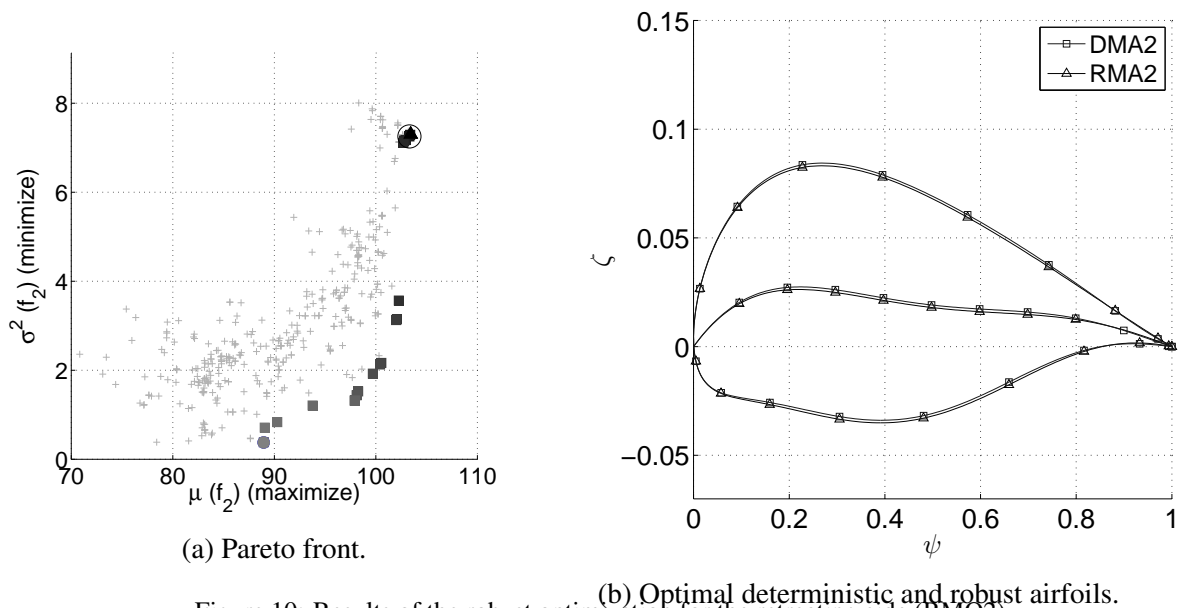 8
6
4
2
0
σ² (f₂) (minimize)
70 80 90 100 110
μ (f₂) (maximize)
(a) Pareto front.
0.15
0.1
0.05
0
−0.05
ζ
DMA2
RMA2
0 0.2 0.4 0.6 0.8 1
ψ
(b) Optimal deterministic and robust airfoils.
Figure 10: Results of the robust optimization for the